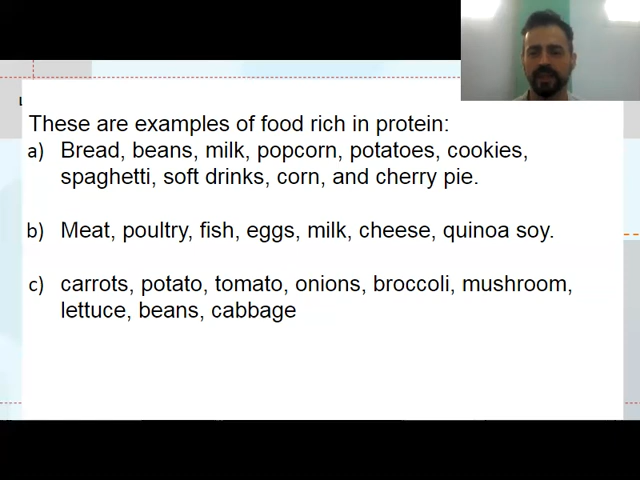 These are examples of food rich in protein:
a) Bread, beans, milk, popcorn, potatoes, cookies,
spaghetti, soft drinks, corn, and cherry pie.
b) Meat, poultry, fish, eggs, milk, cheese, quinoa soy.
c) carrots, potato, tomato, onions, broccoli, mushroom,
lettuce, beans, cabbage